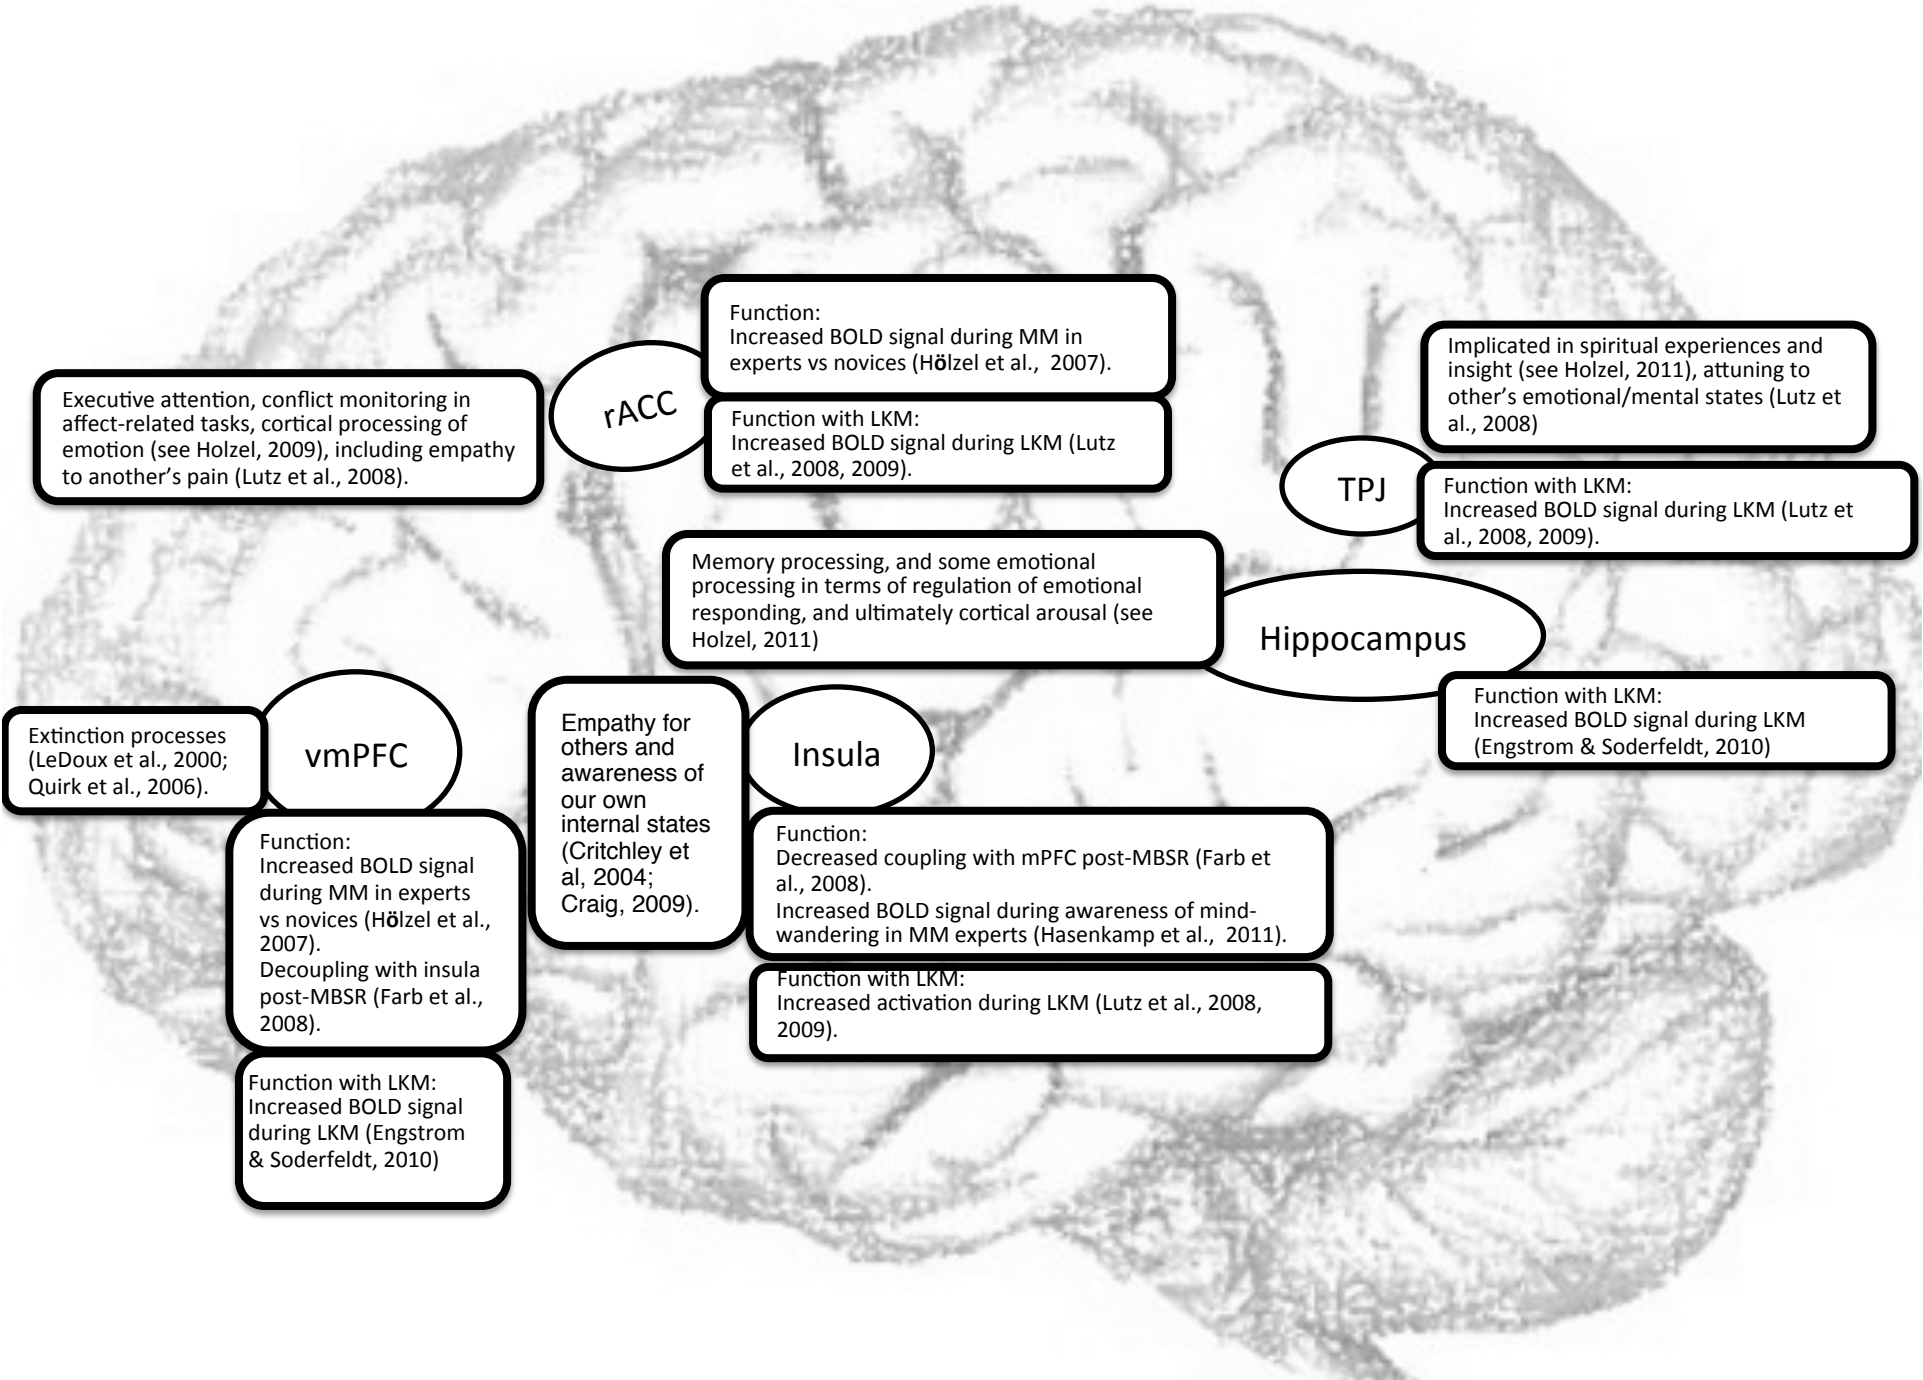 Function:
Increased BOLD signal during MM in
experts vs novices (Hölzel et al., 2007).
Executive attention, conflict monitoring in
affect-related tasks, cortical processing of
emotion (see Holzel, 2009), including empathy
to another's pain (Lutz et al., 2008).
rACC
Function with LKM:
Increased BOLD signal during LKM (Lutz
et al., 2008, 2009).
Implicated in spiritual experiences and
insight (see Holzel, 2011), attuning to
other's emotional/mental states (Lutz et
al., 2008)
TPJ
Function with LKM:
Increased BOLD signal during LKM (Lutz et
al., 2008, 2009).
Memory processing, and some emotional
processing in terms of regulation of emotional
responding, and ultimately cortical arousal (see
Holzel, 2011)
Hippocampus
Function with LKM:
Increased BOLD signal during LKM
(Engstrom & Soderfeldt, 2010)
Extinction processes
(LeDoux et al., 2000;
Quirk et al., 2006).
vmPFC
Function:
Increased BOLD signal
during MM in experts
vs novices (Hölzel et al.,
2007).
Decoupling with insula
post-MBSR (Farb et al.,
2008).
Function with LKM:
Increased BOLD signal
during LKM (Engstrom
& Soderfeldt, 2010)
Empathy for
others and
awareness of
our own
internal states
(Critchley et
al, 2004;
Craig, 2009).
Insula
Function:
Decreased coupling with mPFC post-MBSR (Farb et
al., 2008).
Increased BOLD signal during awareness of mind-
wandering in MM experts (Hasenkamp et al., 2011).
Function with LKM:
Increased activation during LKM (Lutz et al., 2008,
2009).